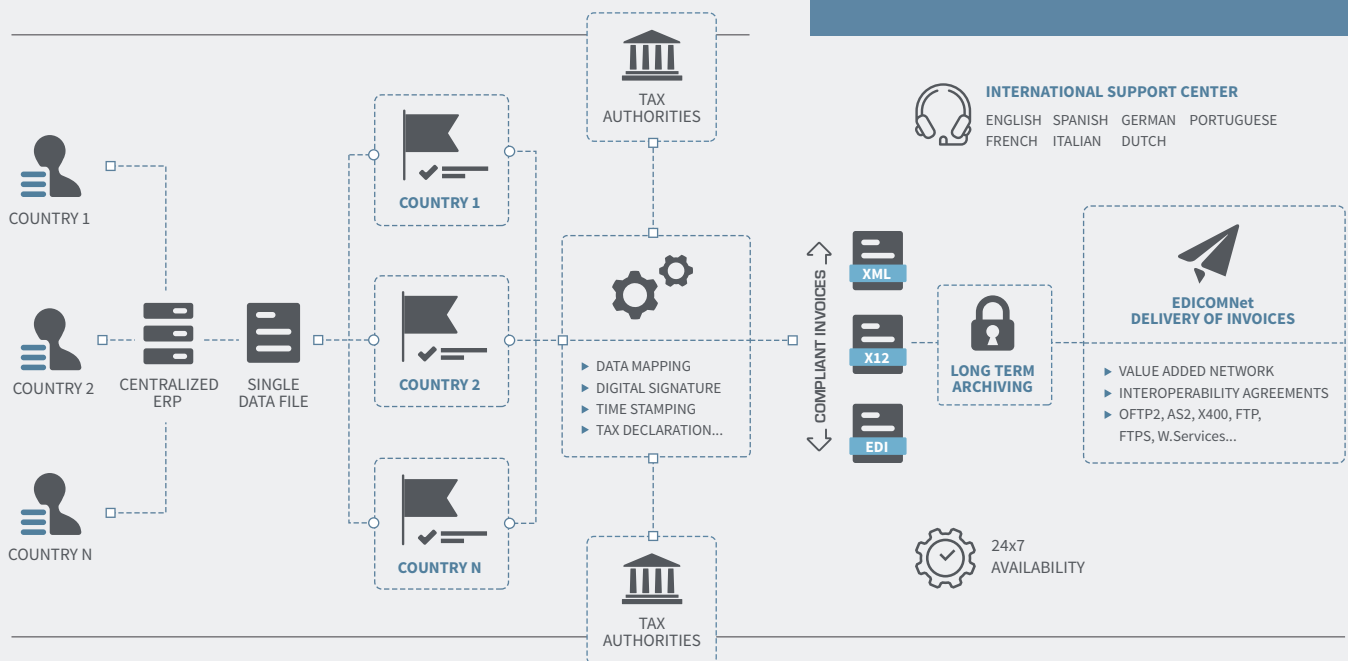 TAX
AUTHORITIES
INTERNATIONAL SUPPORT CENTER
ENGLISH SPANISH GERMAN PORTUGUESE
FRENCH ITALIAN DUTCH
COUNTRY 1
COUNTRY 2
COUNTRY N
CENTRALIZED
ERP
SINGLE
DATA FILE
COUNTRY 1
COUNTRY 2
COUNTRY N
DATA MAPPING
DIGITAL SIGNATURE
TIME STAMPING
TAX DECLARATION...
TAX
AUTHORITIES
COMPLIANT INVOICES
XML
X12
EDI
LONG TERM
ARCHIVING
EDICOMNet
DELIVERY OF INVOICES
VALUE ADDED NETWORK
INTEROPERABILITY AGREEMENTS
OFTP2, AS2, X400, FTP,
FTPS, W.Services...
24x7
AVAILABILITY